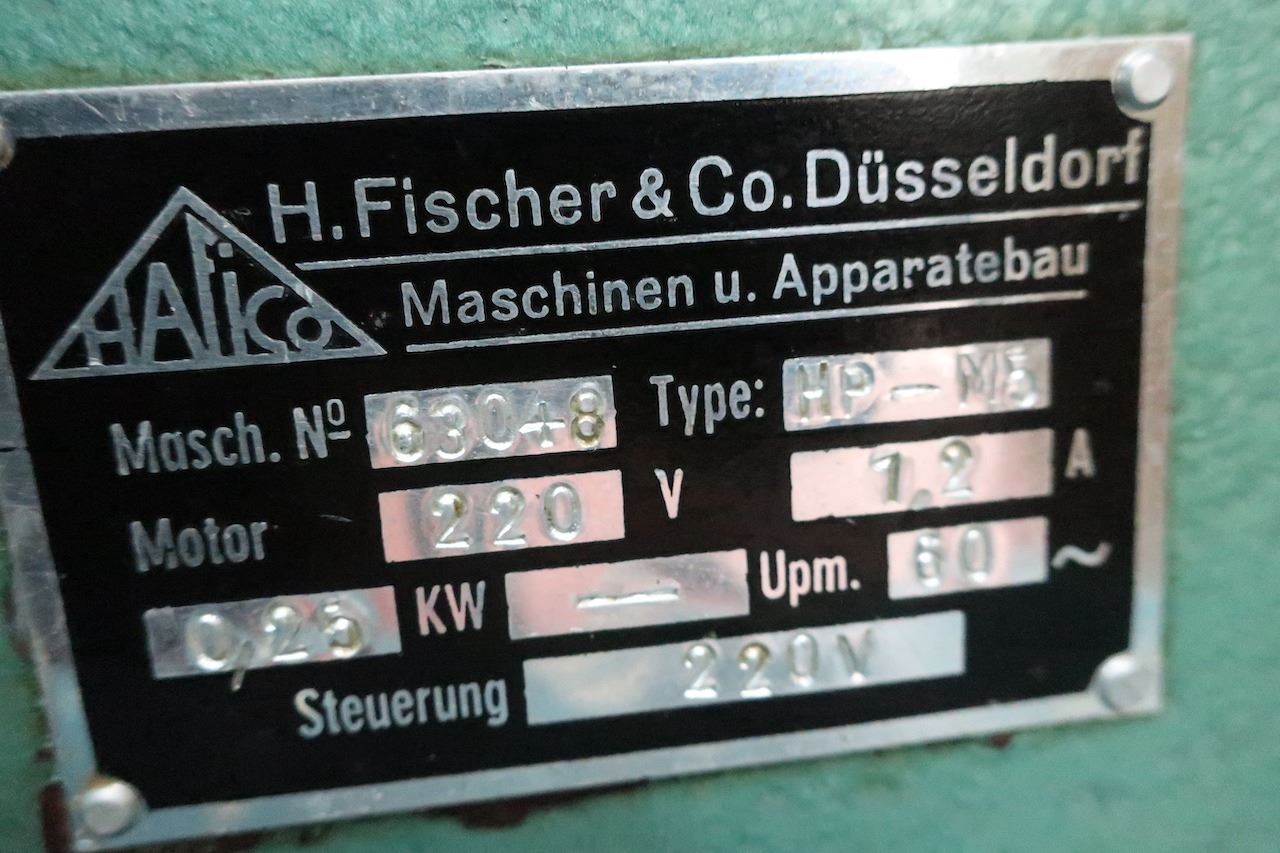 HAFiCo
H. Fischer & Co. Düsseldorf
Maschinen u. Apparatebau
Masch. Nº 63048 Type: HP-M5
Motor 220 V 1,2 A
0,25 KW — Upm. 60 ~
Steuerung 220V